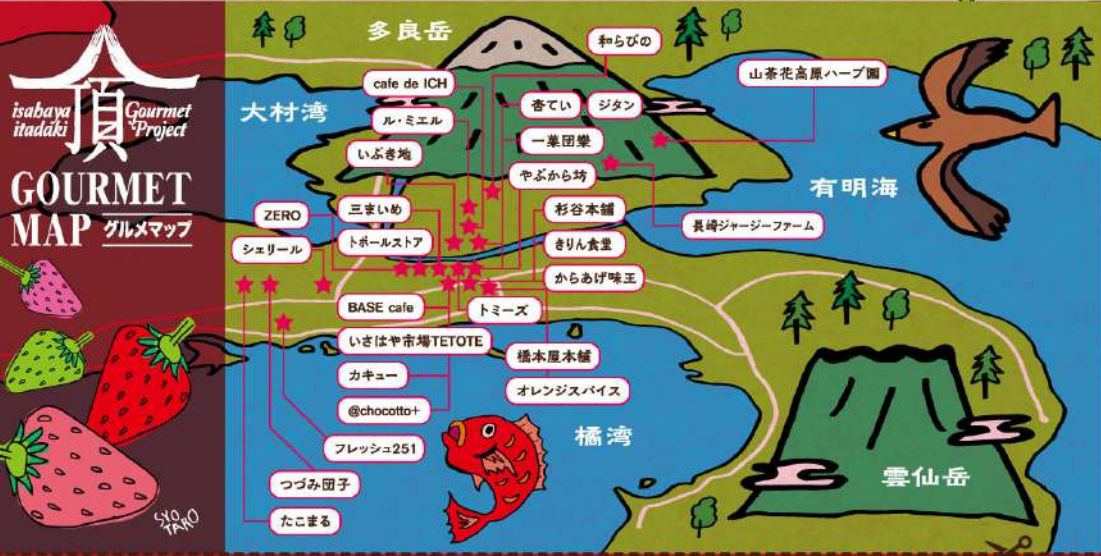 isahaya
itadaki
頂
Gourmet
Project
GOURMET
MAP グルメマップ
多良岳
大村湾
有明海
橘湾
雲仙岳
和らびの
山茶花高原ハーブ園
cafe de ICH
杏てい
ジタン
ル・ミエル
一菓団樂
いぶき地
やぶから坊
ZERO
三まいめ
杉谷本舗
長崎ジャージーファーム
シェリール
トポールストア
きりん食堂
からあげ味王
BASE cafe
トミーズ
いさはや市場TETOTE
橋本屋本舗
カキュー
オレンジスパイス
@chocotto+
フレッシュ251
つづみ団子
たこまる
SYO
TARO